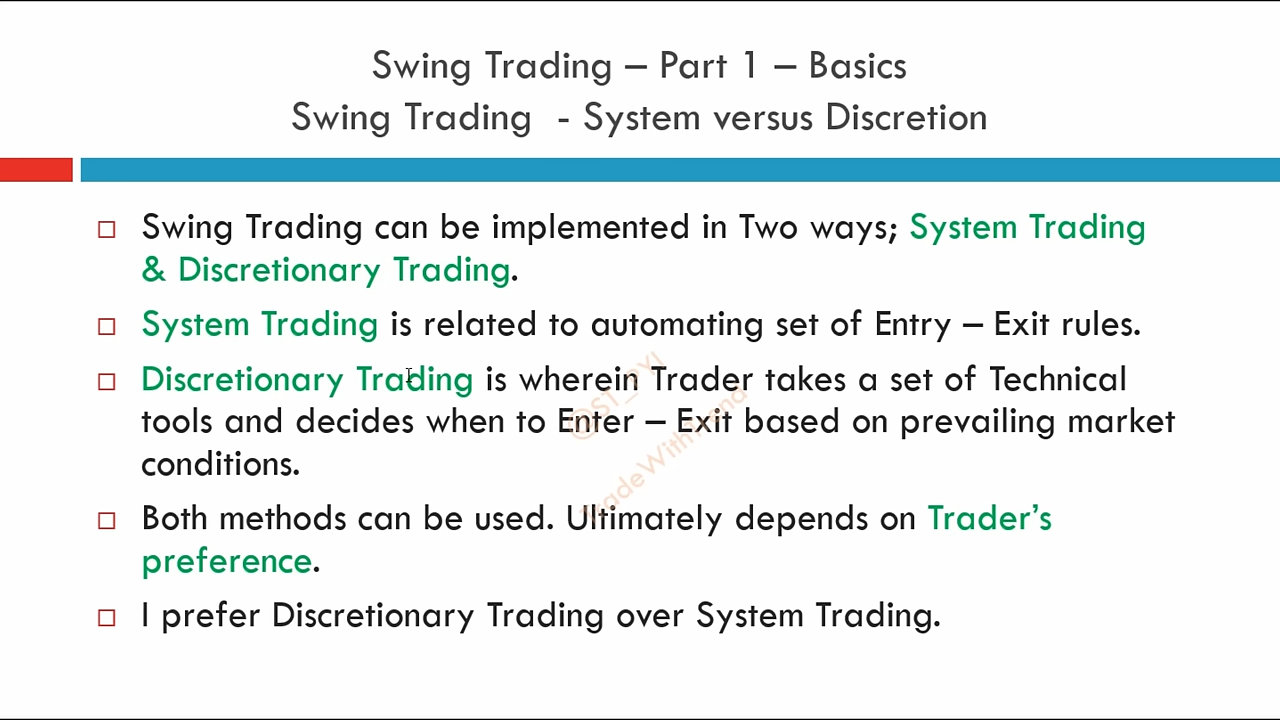 Swing Trading – Part 1 – Basics
Swing Trading - System versus Discretion
Swing Trading can be implemented in Two ways; System Trading
& Discretionary Trading.
System Trading is related to automating set of Entry – Exit rules.
Discretionary Trading is wherein Trader takes a set of Technical
tools and decides when to Enter – Exit based on prevailing market
conditions.
Both methods can be used. Ultimately depends on Trader's
preference.
I prefer Discretionary Trading over System Trading.
TradeWithTrend